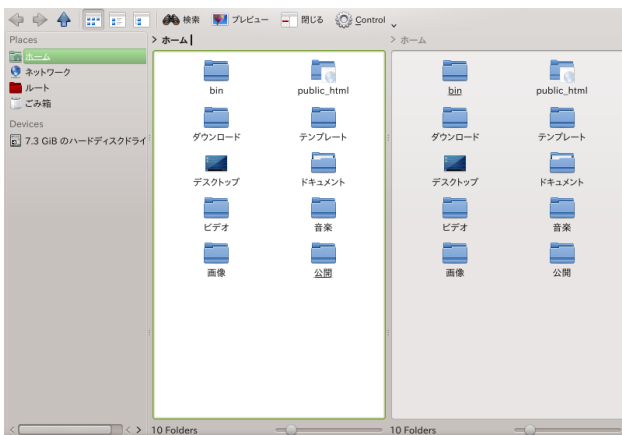 検索 プレビュー 閉じる Control
Places
ホーム
ネットワーク
ルート
ごみ箱
Devices
7.3 GiB のハードディスクドライ
> ホーム
bin public_html
ダウンロード テンプレート
デスクトップ ドキュメント
ビデオ 音楽
画像 公開
10 Folders
> ホーム
bin public_html
ダウンロード テンプレート
デスクトップ ドキュメント
ビデオ 音楽
画像 公開
10 Folders